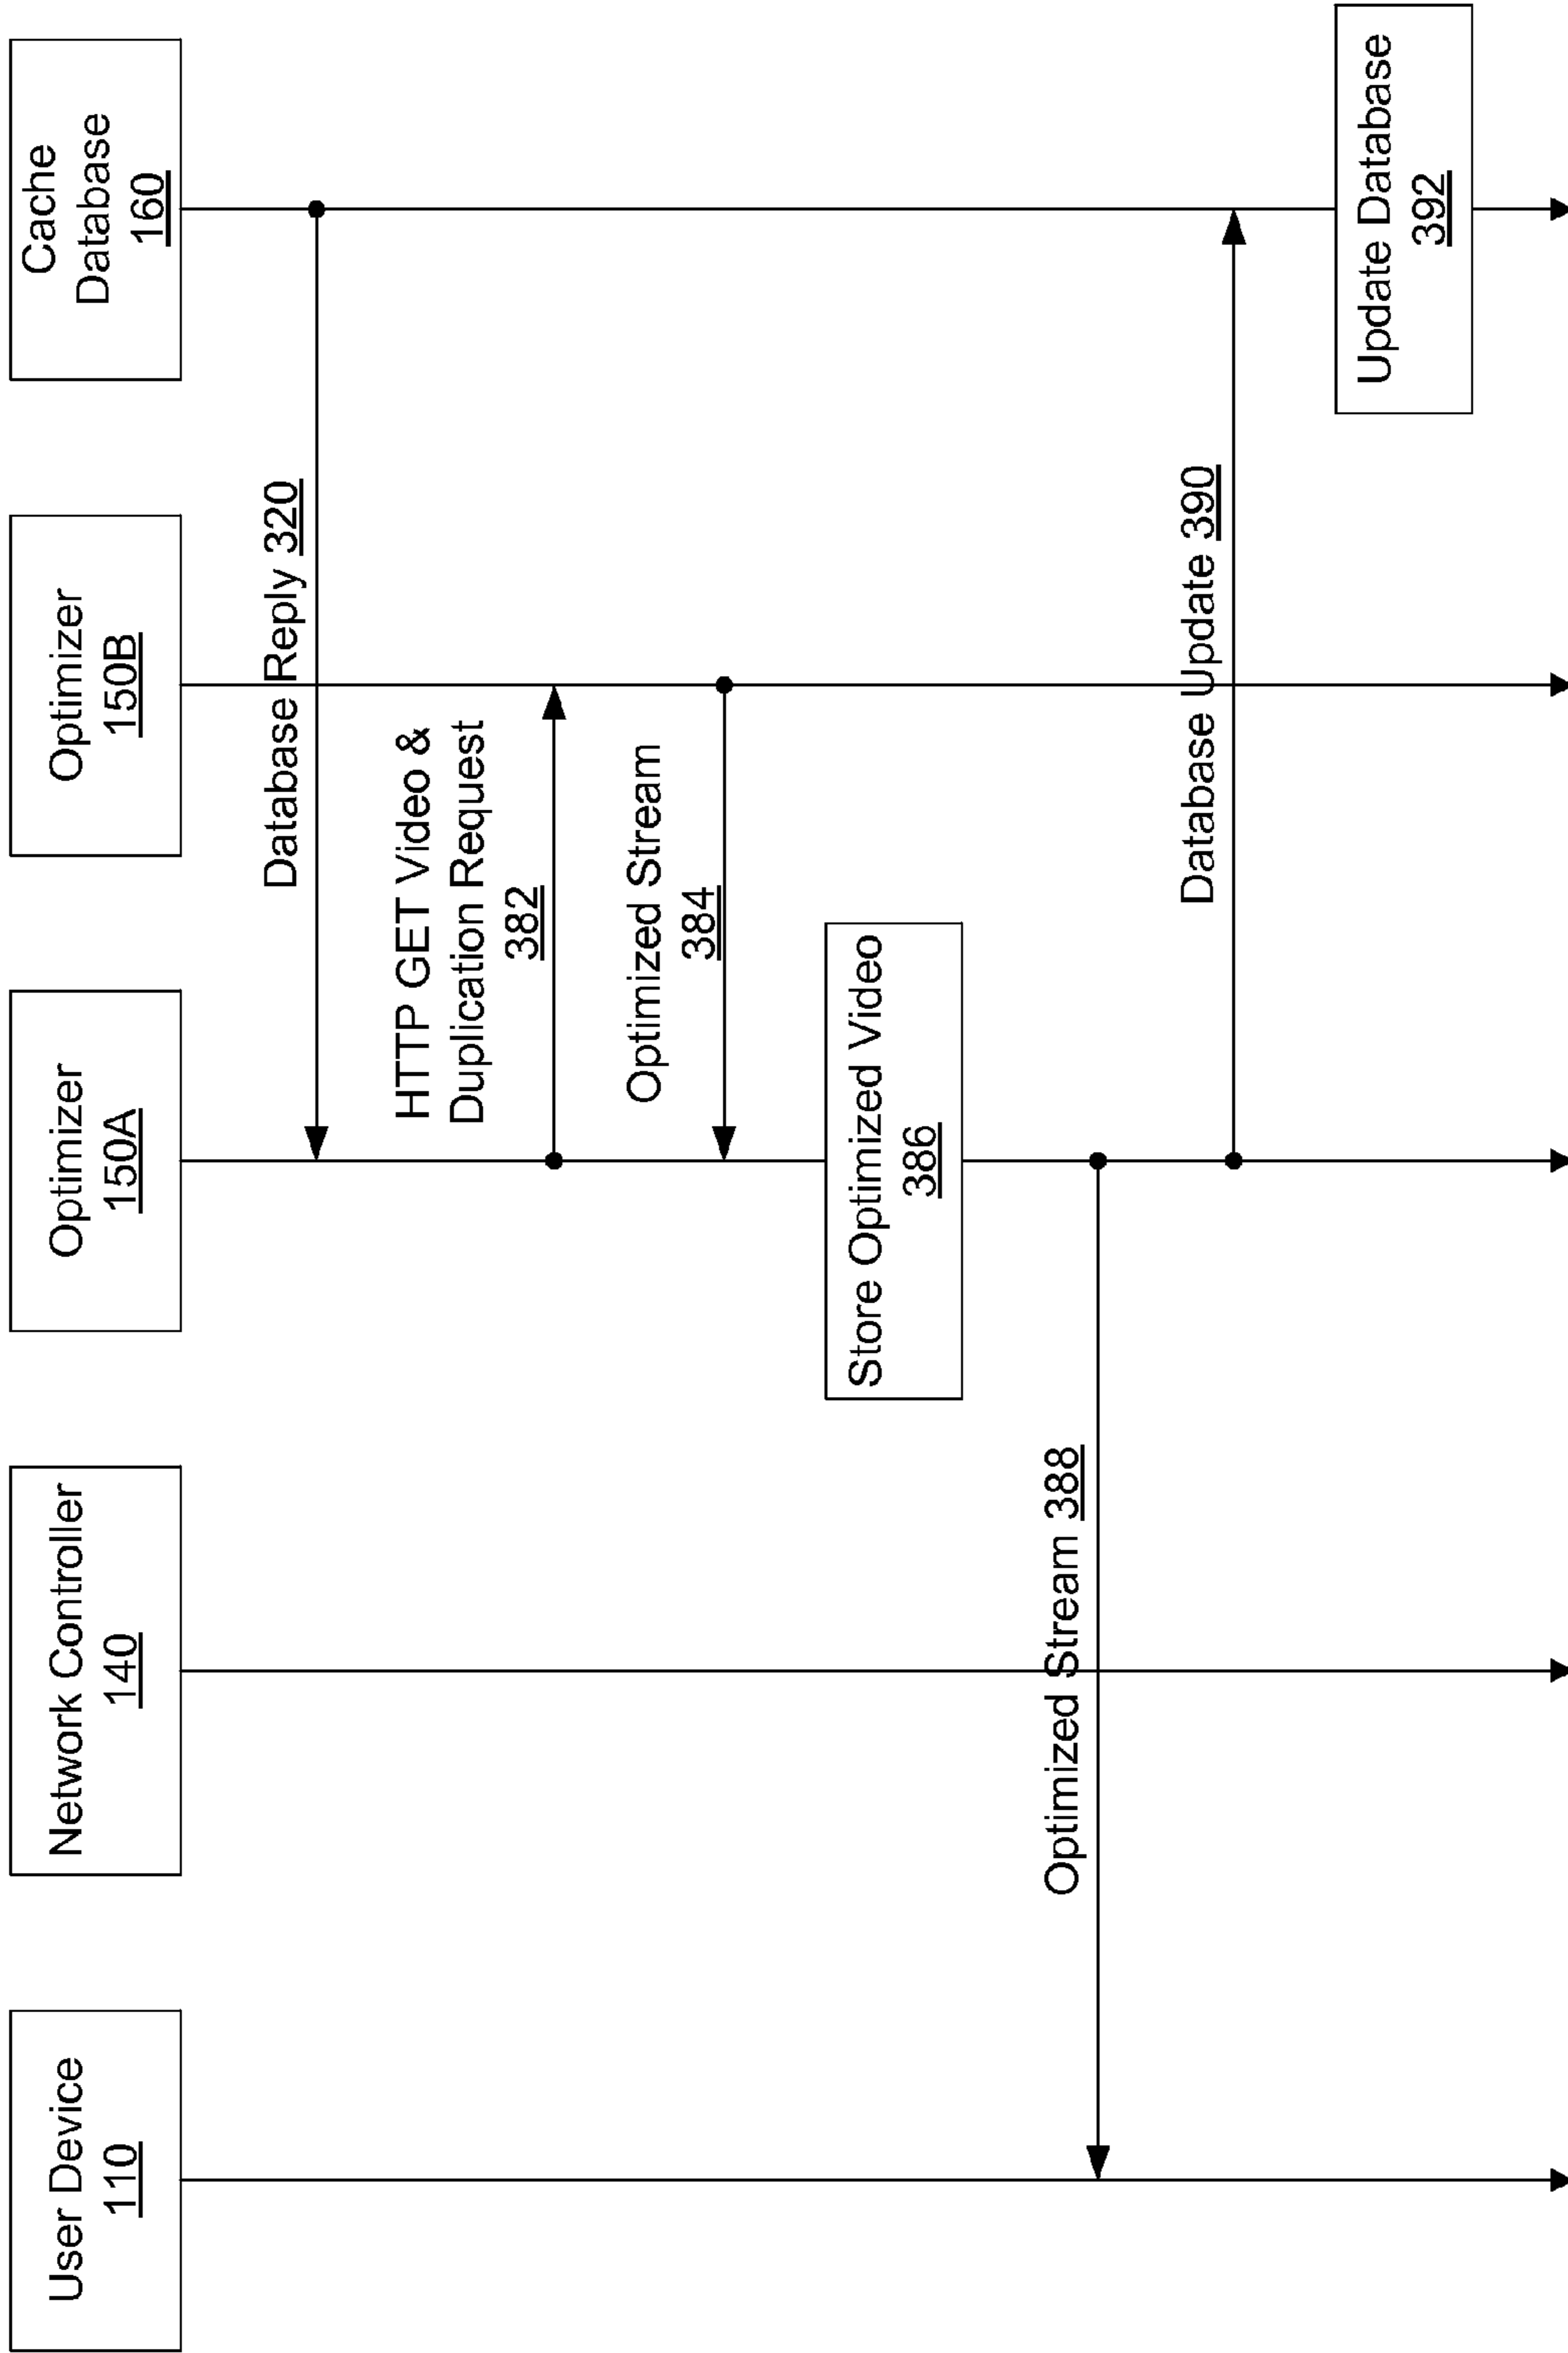 User Device
110
Network Controller
140
Optimizer
150A
Optimizer
150B
Cache
Database
160
Database Reply 320
HTTP GET Video &
Duplication Request
382
Optimized Stream
384
Store Optimized Video
386
Optimized Stream 388
Database Update 390
Update Database
392